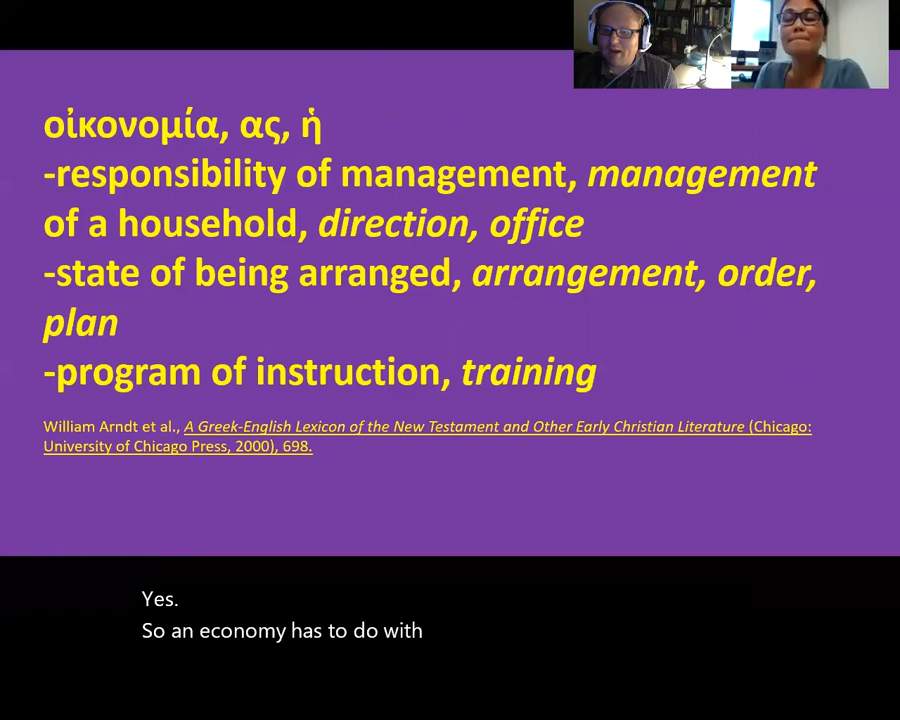 οἰκονομία, ας, ἡ
-responsibility of management, management
of a household, direction, office
-state of being arranged, arrangement, order,
plan
-program of instruction, training
William Arndt et al., A Greek-English Lexicon of the New Testament and Other Early Christian Literature (Chicago:
University of Chicago Press, 2000), 698.
Yes.
So an economy has to do with